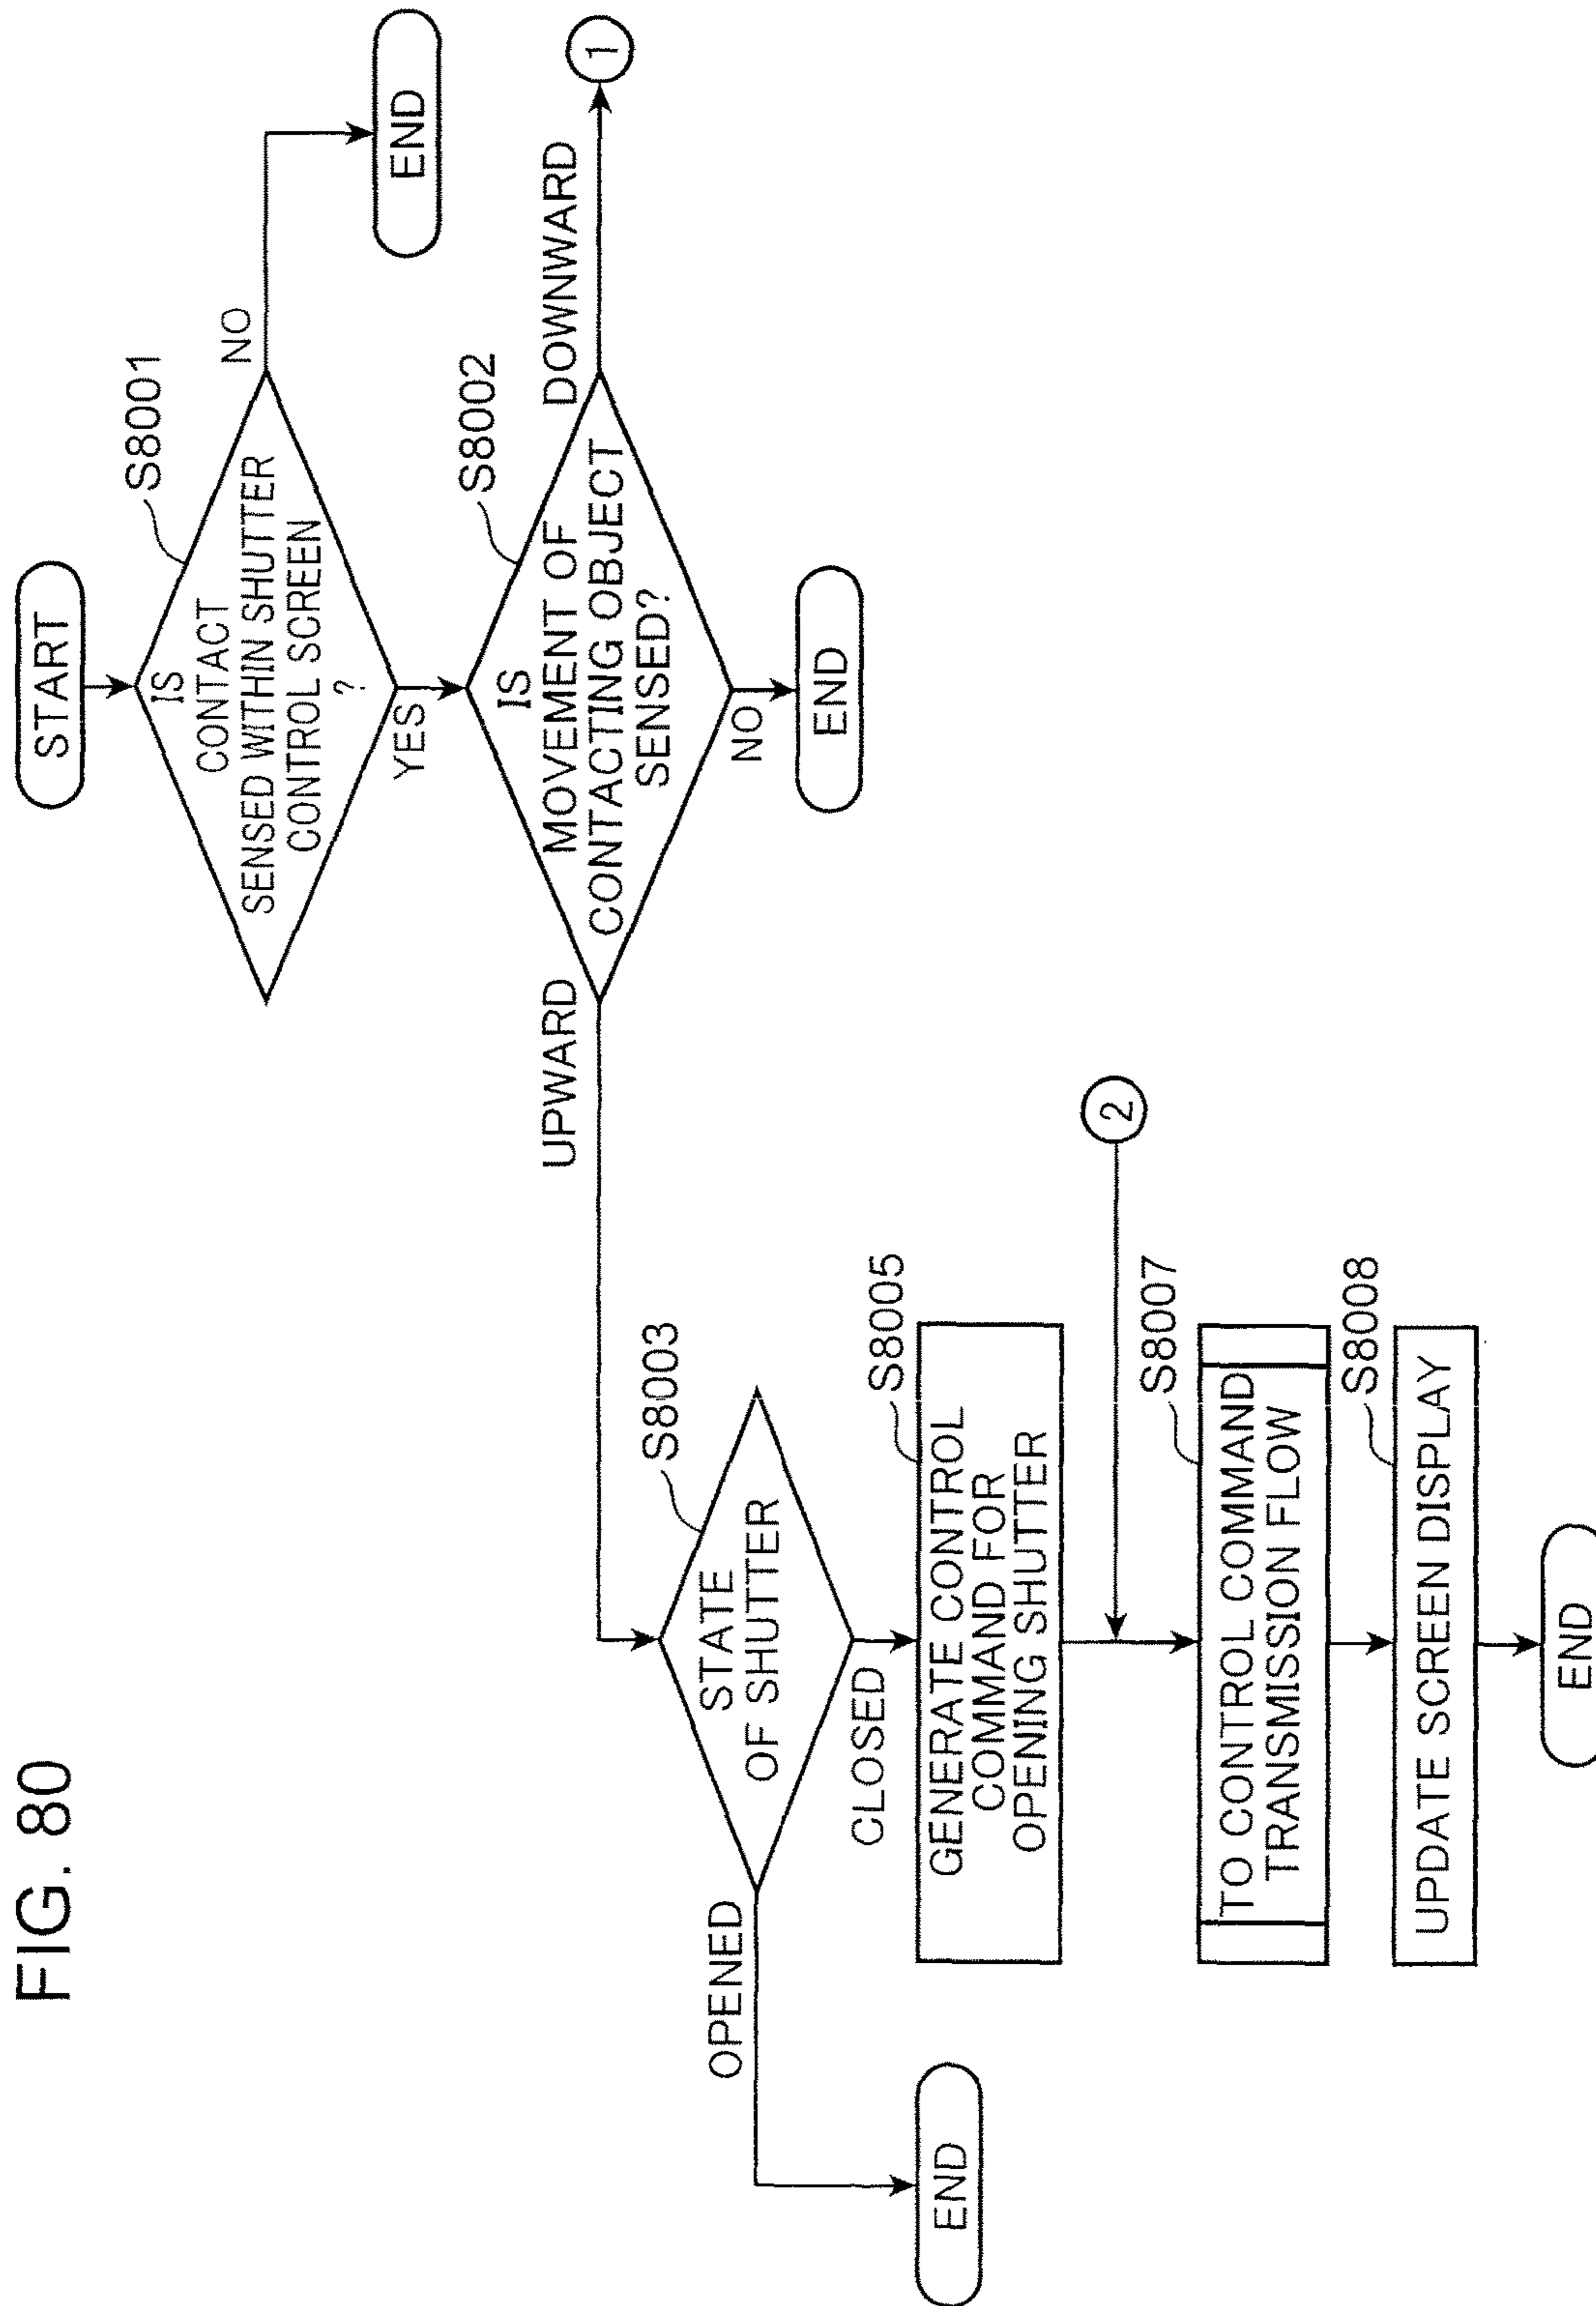 FIG. 80
START
IS
CONTACT
SENSED WITHIN SHUTTER
CONTROL SCREEN
?
S8001
NO
END
YES
IS
MOVEMENT OF
CONTACTING OBJECT
SENSED?
S8002
UPWARD
DOWNWARD
1
NO
END
STATE
OF SHUTTER
S8003
OPENED
END
CLOSED
GENERATE CONTROL
COMMAND FOR
OPENING SHUTTER
S8005
2
TO CONTROL COMMAND
TRANSMISSION FLOW
S8007
UPDATE SCREEN DISPLAY
S8008
END